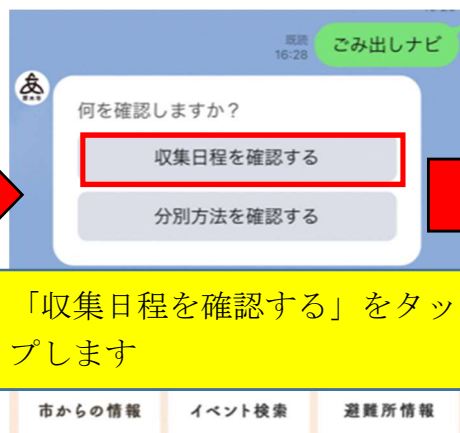 既読
16:28
ごみ出しナビ
何を確認しますか？
収集日程を確認する
分別方法を確認する
「収集日程を確認する」をタッ
プします
市からの情報
イベント検索
避難所情報